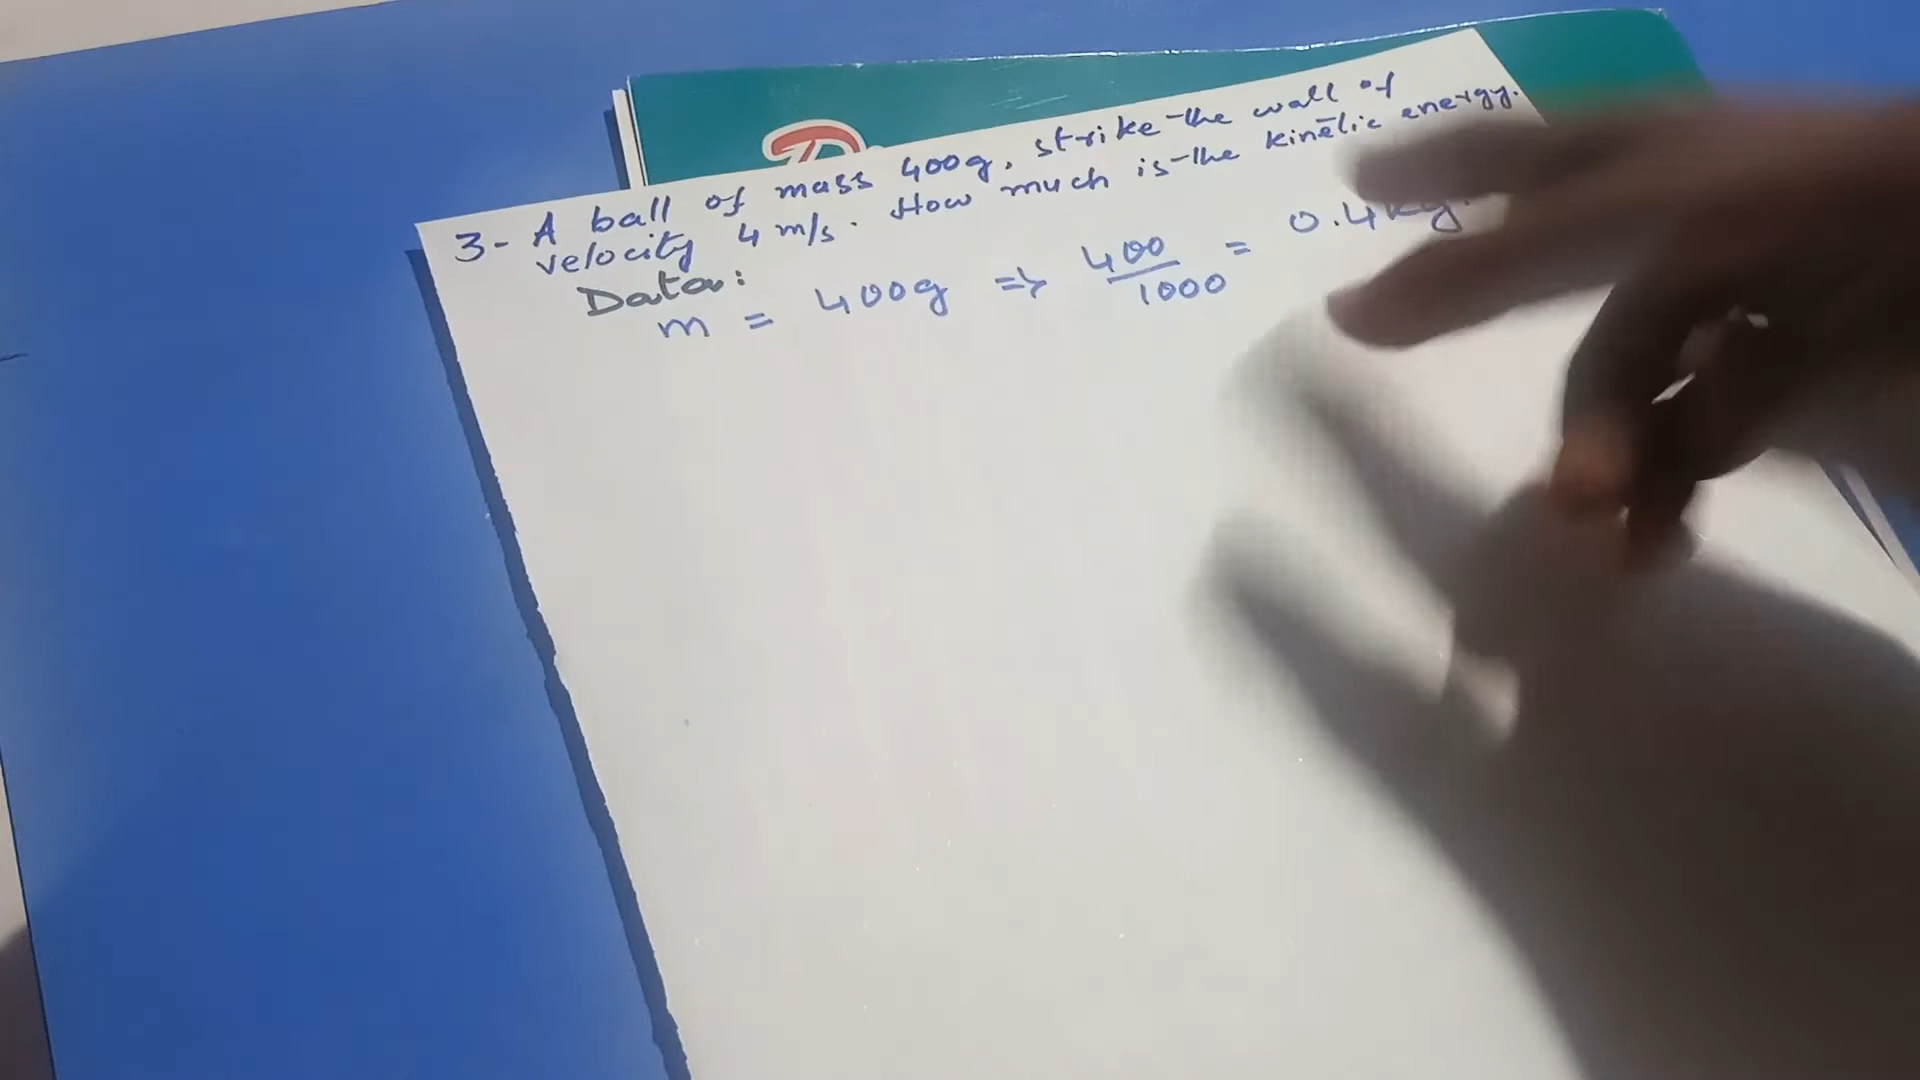 3- A ball of mass 400g, strike the wall of
velocity 4 m/s. How much is the kinetic energy.
Data:
m = 400g => 400/1000 = 0.4kg